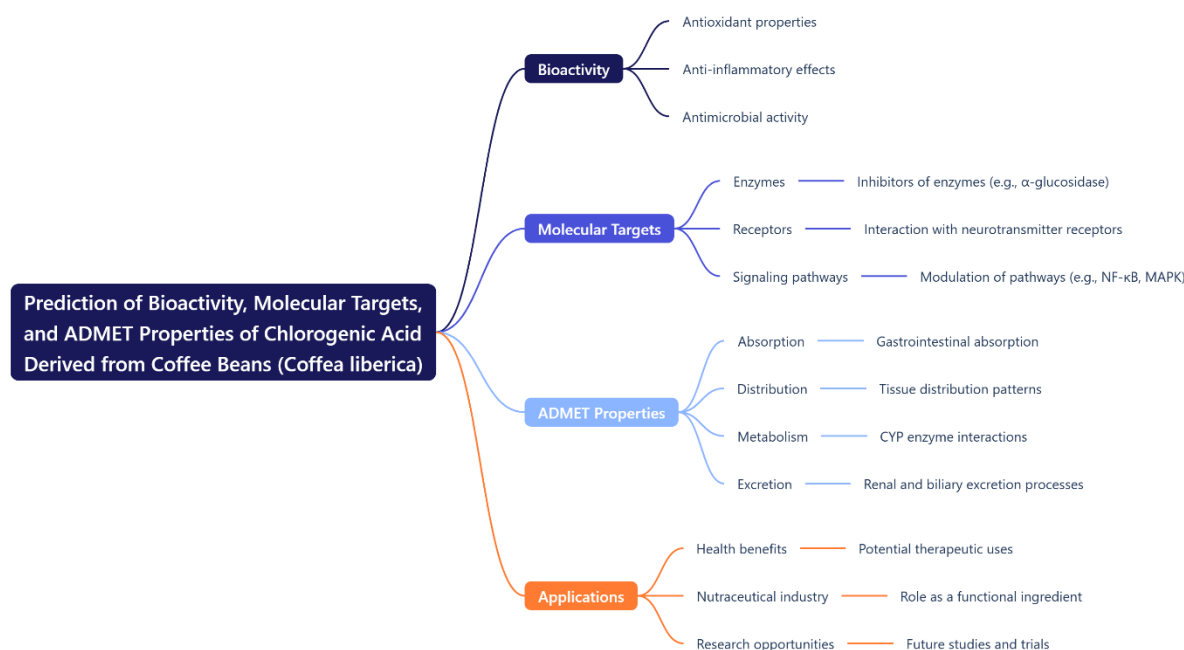 Prediction of Bioactivity, Molecular Targets,
and ADMET Properties of Chlorogenic Acid
Derived from Coffee Beans (Coffea liberica)
Bioactivity
Antioxidant properties
Anti-inflammatory effects
Antimicrobial activity
Molecular Targets
Enzymes
Inhibitors of enzymes (e.g., α-glucosidase)
Receptors
Interaction with neurotransmitter receptors
Signaling pathways
Modulation of pathways (e.g., NF-κB, MAPK)
ADMET Properties
Absorption
Gastrointestinal absorption
Distribution
Tissue distribution patterns
Metabolism
CYP enzyme interactions
Excretion
Renal and biliary excretion processes
Applications
Health benefits
Potential therapeutic uses
Nutraceutical industry
Role as a functional ingredient
Research opportunities
Future studies and trials